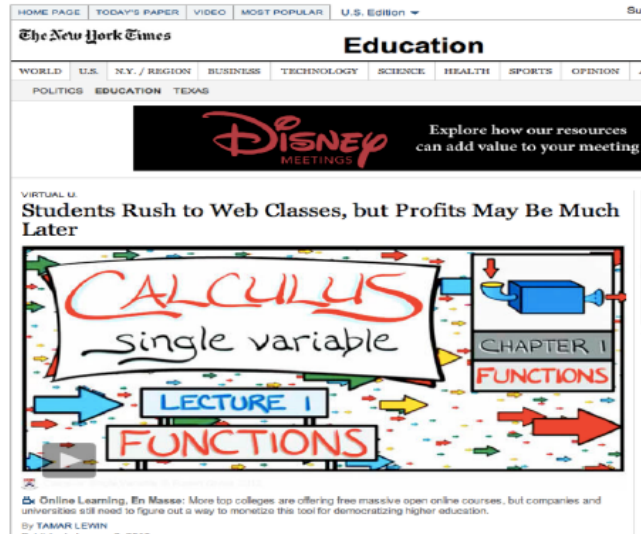 HOME PAGE TODAY'S PAPER VIDEO MOST POPULAR U.S. Edition
The New York Times
Education
WORLD U.S. N.Y. / REGION BUSINESS TECHNOLOGY SCIENCE HEALTH SPORTS OPINION
POLITICS EDUCATION TEXAS
DISNEY
MEETINGS
Explore how our resources
can add value to your meeting
VIRTUAL U.
Students Rush to Web Classes, but Profits May Be Much
Later
CALCULUS
single variable
CHAPTER 1
FUNCTIONS
LECTURE 1
FUNCTIONS
Online Learning, En Masse: More top colleges are offering free massive open online courses, but companies and
universities still need to figure out a way to monetize this tool for democratizing higher education.
By TAMAR LEWIN